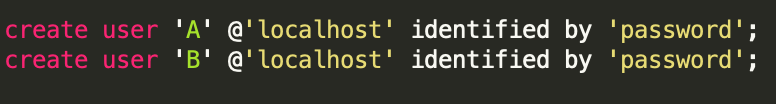 create user 'A' @'localhost' identified by 'password';
create user 'B' @'localhost' identified by 'password';